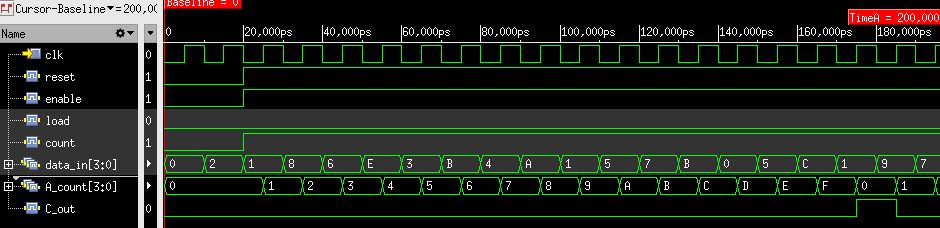 Baseline = 0
Cursor-Baseline▼=200,00
TimeA = 200,000
0 20,000ps 40,000ps 60,000ps 80,000ps 100,000ps 120,000ps 140,000ps 160,000ps 180,000ps
Name
clk 0
reset 1
enable 1
load 0
count 1
data_in[3:0] 0 2 1 8 6 E 3 B 4 A 1 5 7 B 0 5 C 1 9 7
A_count[3:0] 0 1 2 3 4 5 6 7 8 9 A B C D E F 0 1
C_out 0